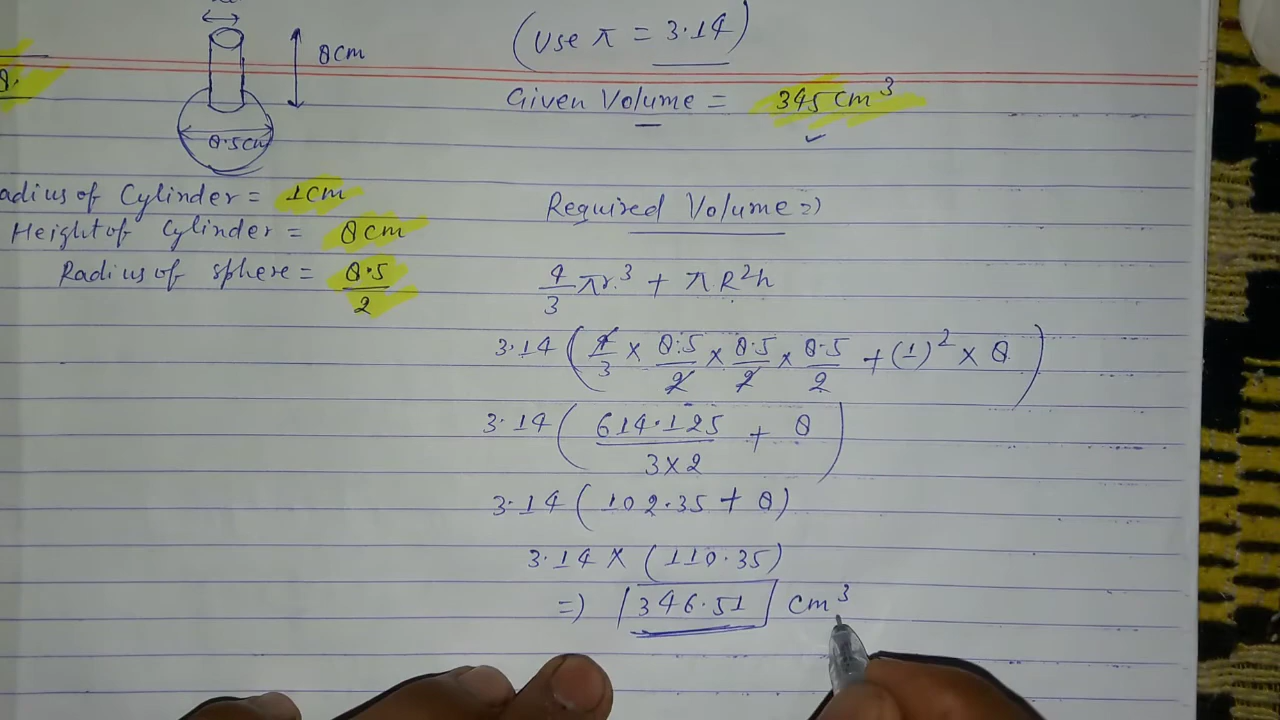 8cm
8.5cm
(Use π = 3.14)
Given Volume = 345 cm³
adius of Cylinder = 1cm
Height of Cylinder = 8cm
Radius of sphere = 8.5/2
Required Volume =>
4/3 πr³ + πR²h
3.14 (4/3 × 8.5/2 × 8.5/2 × 8.5/2 + (1)² × 8)
3.14 (614.125/3×2 + 8)
3.14 (102.35 + 8)
3.14 × (110.35)
=> 346.51 cm³